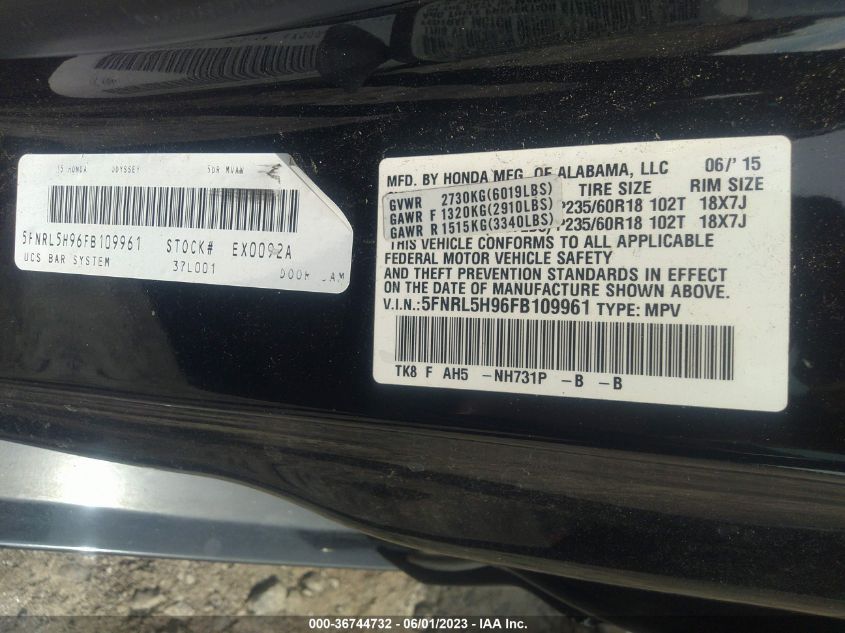 15 HONDA ODYSSEY 5DR MVAN
5FNRL5H96FB109961 STOCK# EX0092A
UCS BAR SYSTEM 37L001 DOOR JAM
MFD. BY HONDA MFG. OF ALABAMA, LLC 06/'15
TIRE SIZE RIM SIZE
GVWR 2730KG(6019LBS)
GAWR F 1320KG(2910LBS) P235/60R18 102T 18X7J
GAWR R 1515KG(3340LBS) P235/60R18 102T 18X7J
THIS VEHICLE CONFORMS TO ALL APPLICABLE
FEDERAL MOTOR VEHICLE SAFETY
AND THEFT PREVENTION STANDARDS IN EFFECT
ON THE DATE OF MANUFACTURE SHOWN ABOVE.
V.I.N.:5FNRL5H96FB109961 TYPE: MPV
TK8 F AH5 -NH731P -B -B
000-36744732 - 06/01/2023 - IAA Inc.